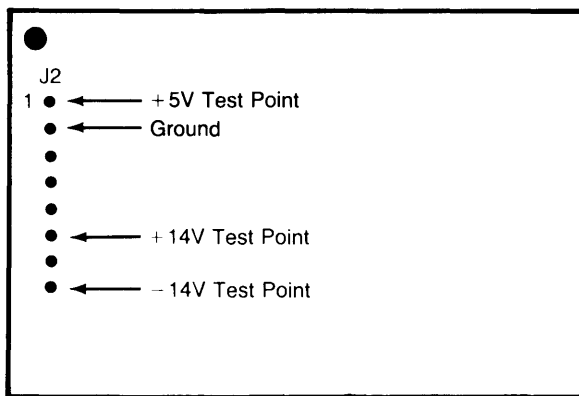 J2
1 +5V Test Point
Ground
+14V Test Point
−14V Test Point